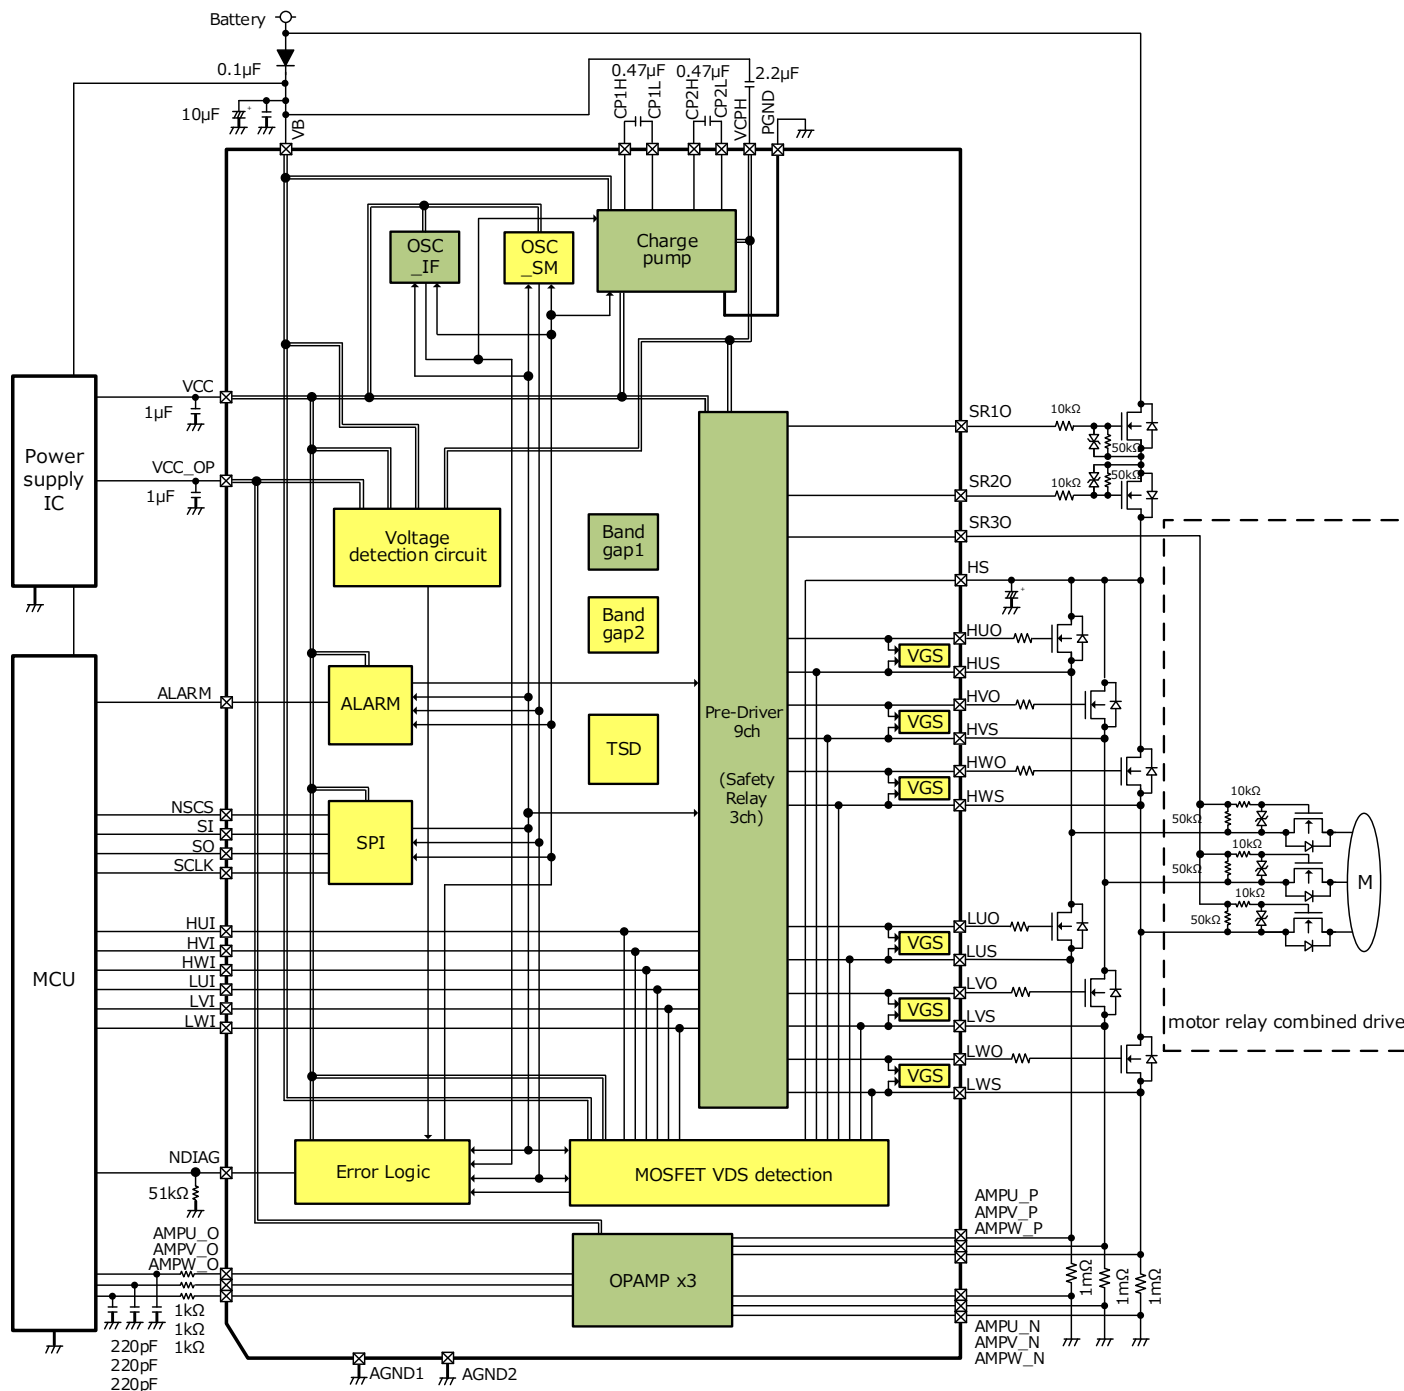 Battery
0.1µF
10µF
VB
0.47µF
0.47µF
2.2µF
CP1H
CP1L
CP2H
CP2L
VCPH
PGND
OSC
_IF
OSC
_SM
Charge
pump
VCC
1µF
VCC_OP
1µF
Power
supply
IC
Voltage
detection circuit
Band
gap1
Band
gap2
TSD
ALARM
ALARM
SPI
NSCS
SI
SO
SCLK
MCU
HUI
HVI
HWI
LUI
LVI
LWI
Pre-Driver
9ch
(Safety
Relay
3ch)
SR1O
10kΩ
50kΩ
SR2O
10kΩ
50kΩ
SR3O
HS
HUO
VGS
HUS
HVO
VGS
HVS
HWO
VGS
HWS
LUO
VGS
LUS
LVO
VGS
LVS
LWO
VGS
LWS
10kΩ
50kΩ
10kΩ
50kΩ
10kΩ
50kΩ
M
motor relay combined drive
NDIAG
51kΩ
Error Logic
MOSFET VDS detection
AMPU_O
AMPV_O
AMPW_O
1kΩ
1kΩ
1kΩ
220pF
220pF
220pF
OPAMP x3
AMPU_P
AMPV_P
AMPW_P
1mΩ
1mΩ
1mΩ
AMPU_N
AMPV_N
AMPW_N
AGND1
AGND2